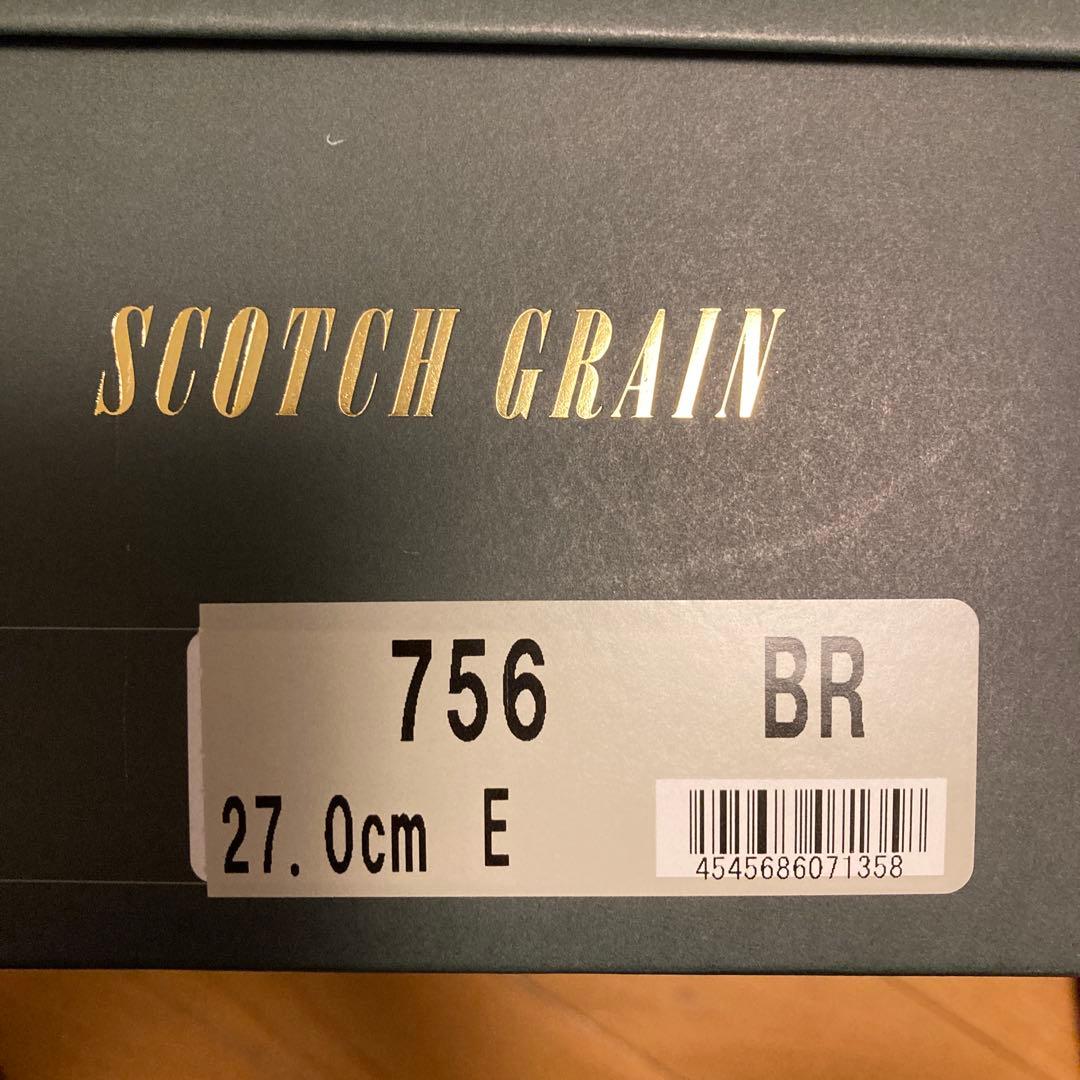 SCOTCH GRAIN
756 BR
27.0cm E
4545686071358